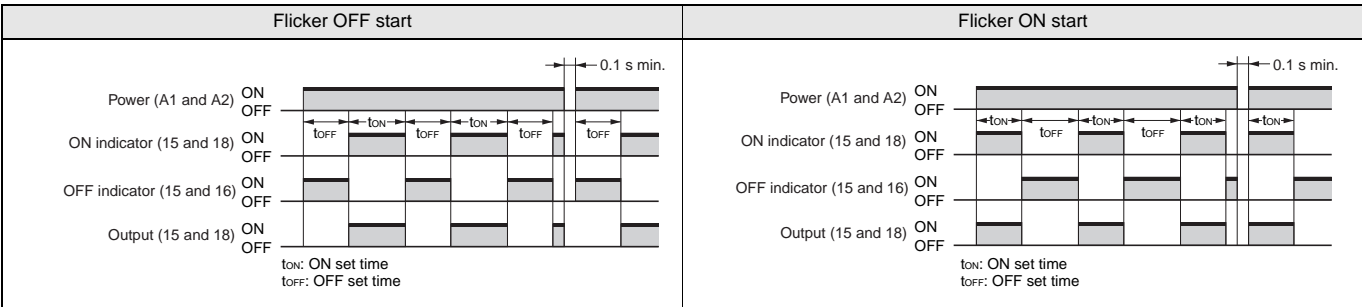 Flicker OFF start
0.1 s min.
Power (A1 and A2) ON
OFF
tOFF tON tOFF tON tOFF tOFF
ON indicator (15 and 18) ON
OFF
OFF indicator (15 and 16) ON
OFF
Output (15 and 18) ON
OFF
tON: ON set time
tOFF: OFF set time
Flicker ON start
0.1 s min.
Power (A1 and A2) ON
OFF
tON tOFF tON tOFF tON tON
ON indicator (15 and 18) ON
OFF
OFF indicator (15 and 16) ON
OFF
Output (15 and 18) ON
OFF
tON: ON set time
tOFF: OFF set time